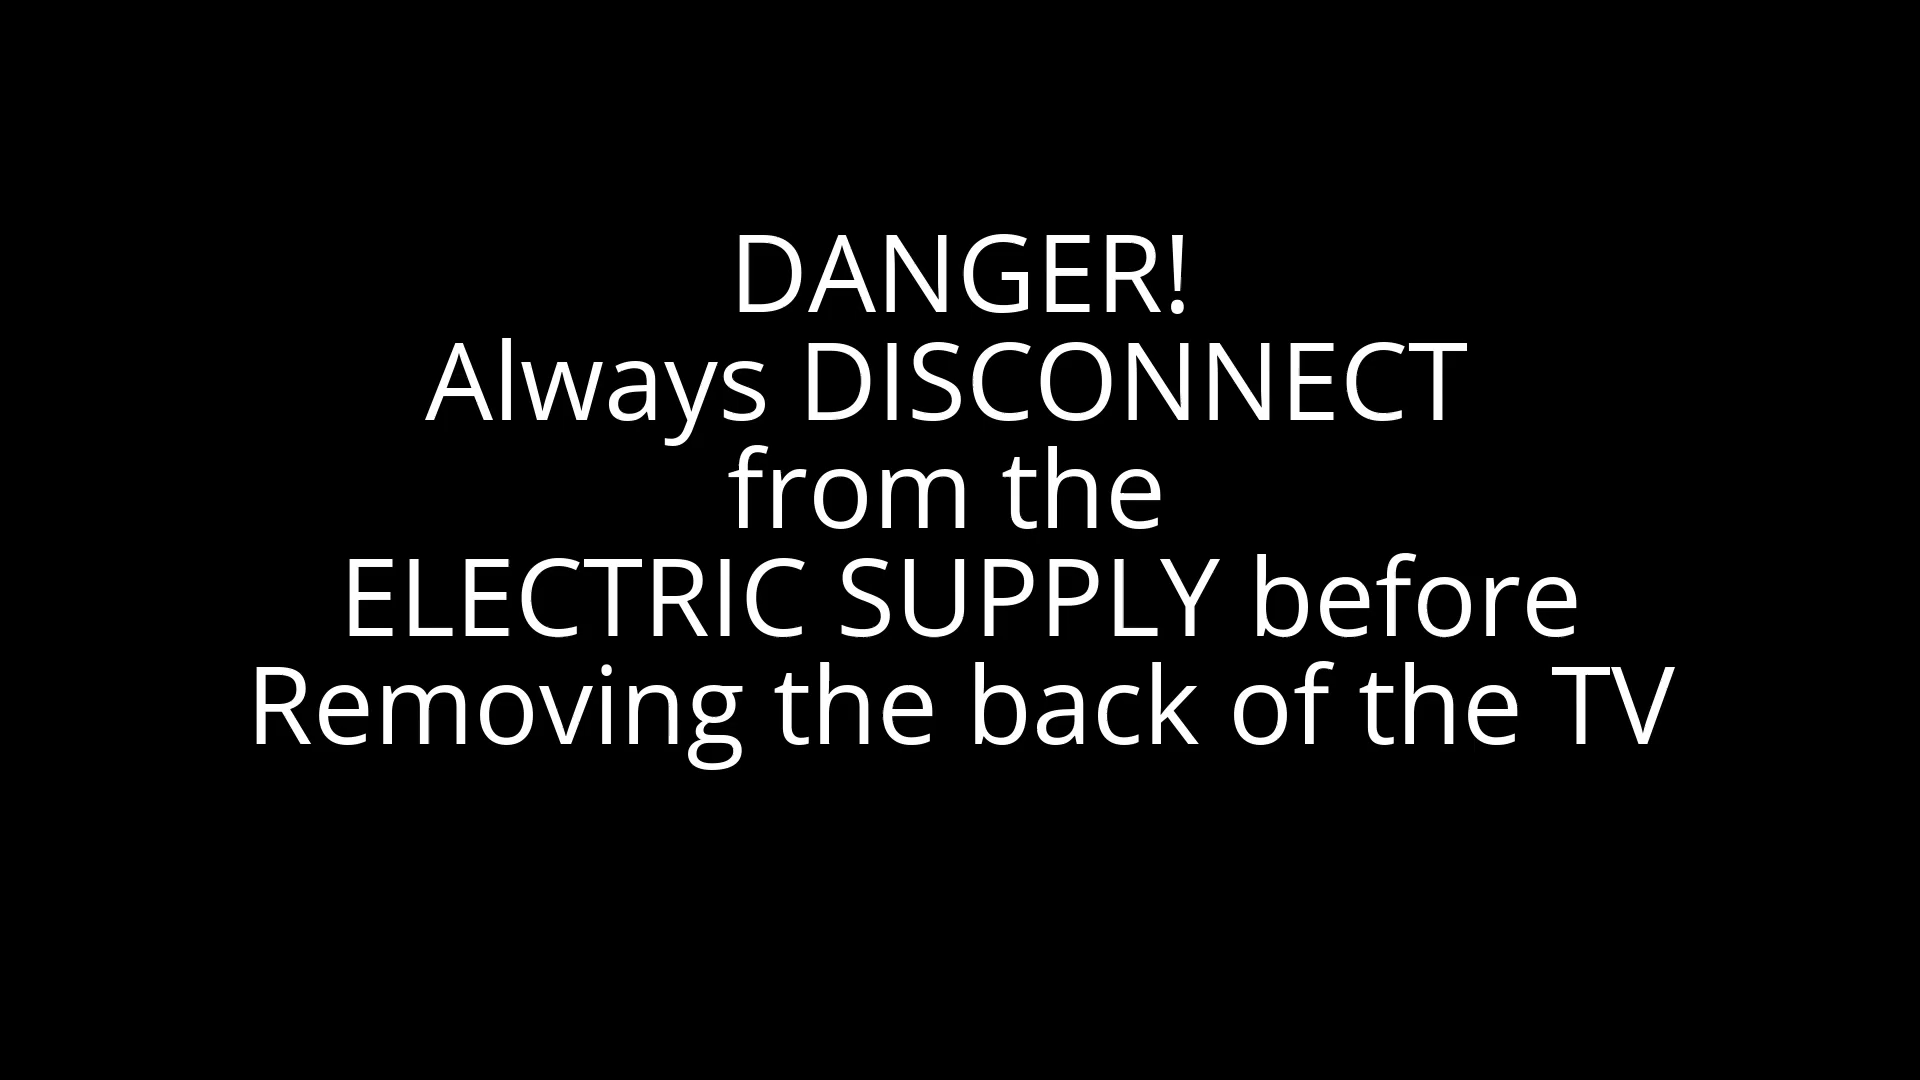 DANGER!
Always DISCONNECT
from the
ELECTRIC SUPPLY before
Removing the back of the TV